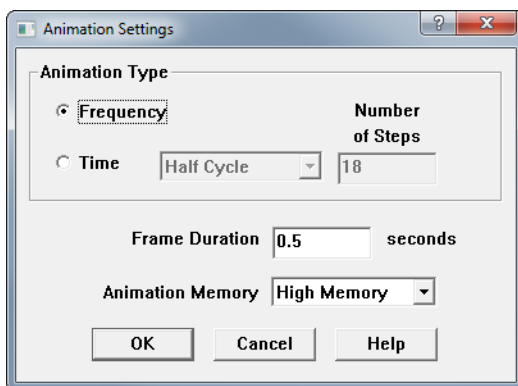 Animation Settings
Animation Type
Frequency
Number
of Steps
Time Half Cycle 18
Frame Duration 0.5 seconds
Animation Memory High Memory
OK Cancel Help